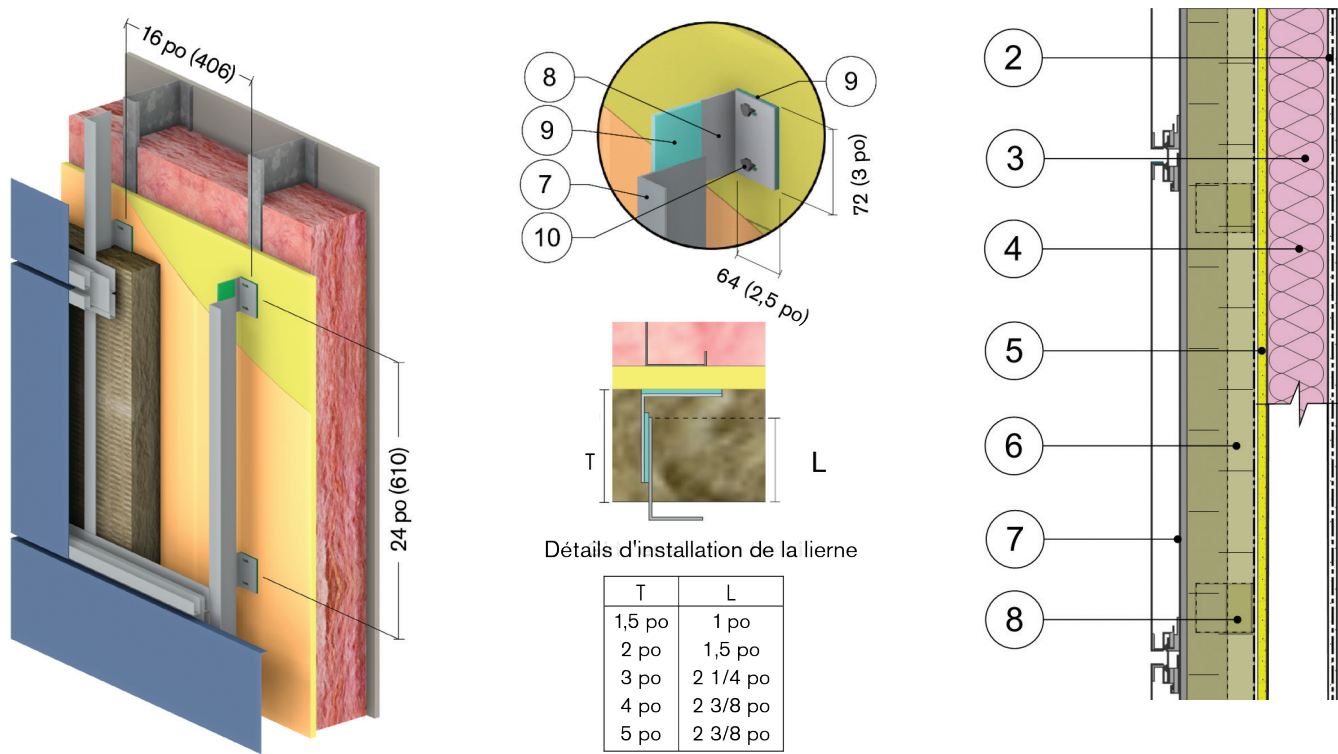 16 po (406)
24 po (610)
8
9
9
7
10
72 (3 po)
64 (2,5 po)
T
L
Détails d'installation de la lierne
T L
1,5 po 1 po
2 po 1,5 po
3 po 2 1/4 po
4 po 2 3/8 po
5 po 2 3/8 po
2
3
4
5
6
7
8